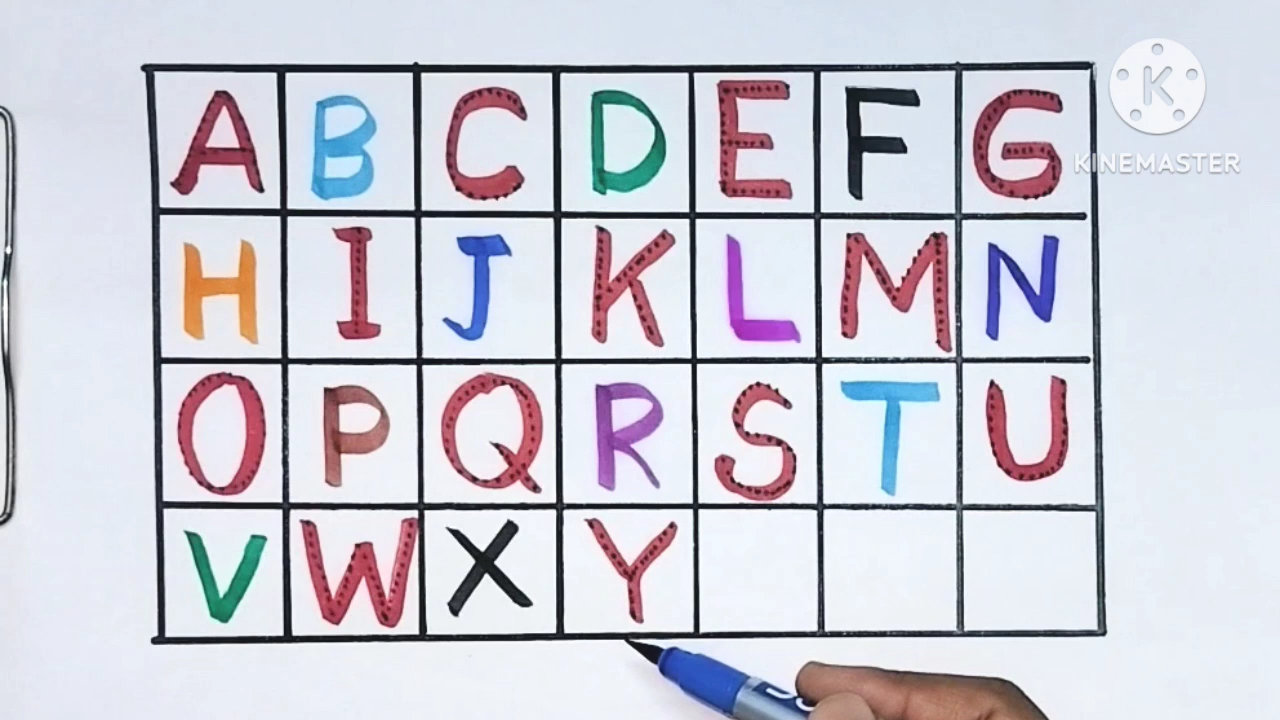 A B C D E F G
K
KINEMASTER
H I J K L M N
O P Q R S T U
V W X Y